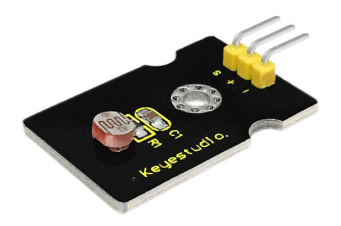 S + -
C1
R1
Keyestudio.